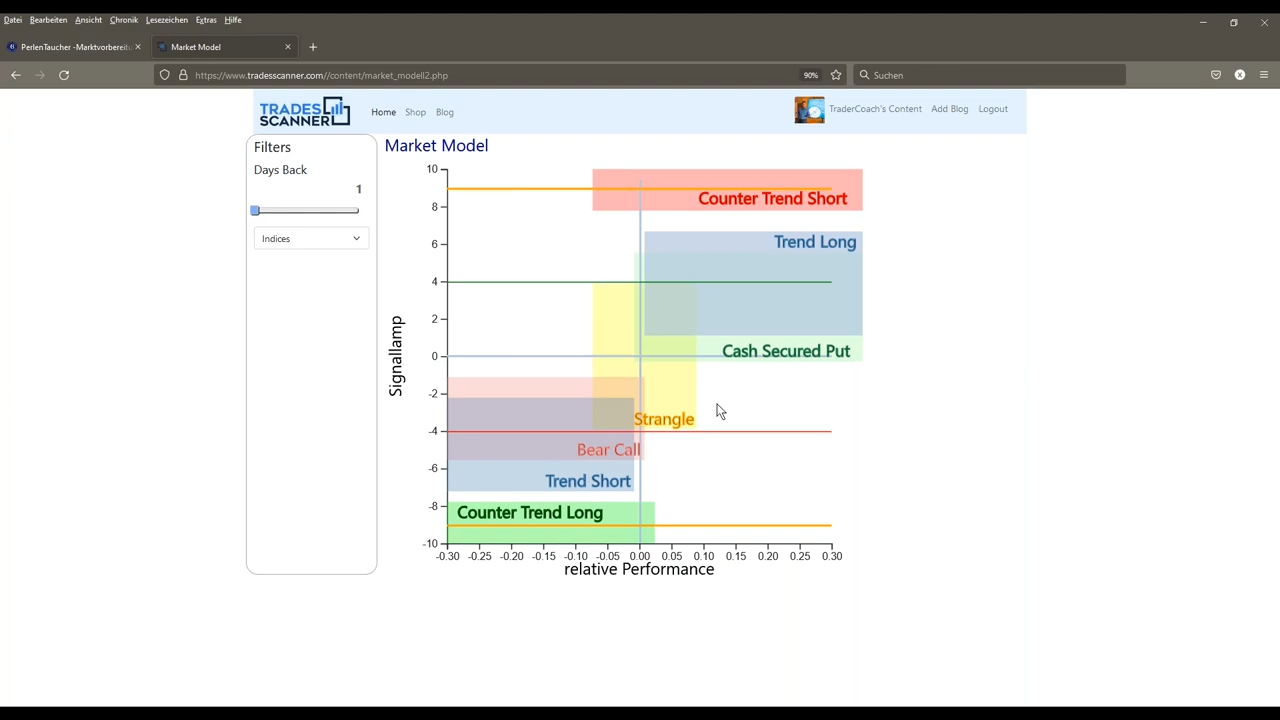 Datei Bearbeiten Ansicht Chronik Lesezeichen Extras Hilfe
PerlenTaucher -Marktvorbereitu
Market Model
https://www.tradesscanner.com//content/market_modell2.php
90%
Suchen
TRADES SCANNER
Home Shop Blog
TraderCoach's Content Add Blog Logout
Filters
Days Back
1
Indices
Market Model
10
8
6
4
2
0
-2
-4
-6
-8
-10
Signallamp
Counter Trend Short
Trend Long
Cash Secured Put
Strangle
Bear Call
Trend Short
Counter Trend Long
-0.30 -0.25 -0.20 -0.15 -0.10 -0.05 0.00 0.05 0.10 0.15 0.20 0.25 0.30
relative Performance